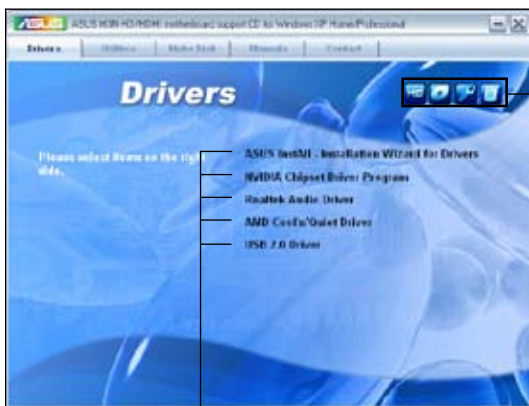 ASUS M3N-HD/HDMI motherboard support CD for Windows XP Home/Professional
Drivers Utilities Make Disk Manuals Contact
Drivers
Please select items on the right side.
ASUS InstAll - Installation Wizard for Drivers
NVIDIA Chipset Driver Program
Realtek Audio Driver
AMD Cool'n'Quiet Driver
USB 2.0 Driver